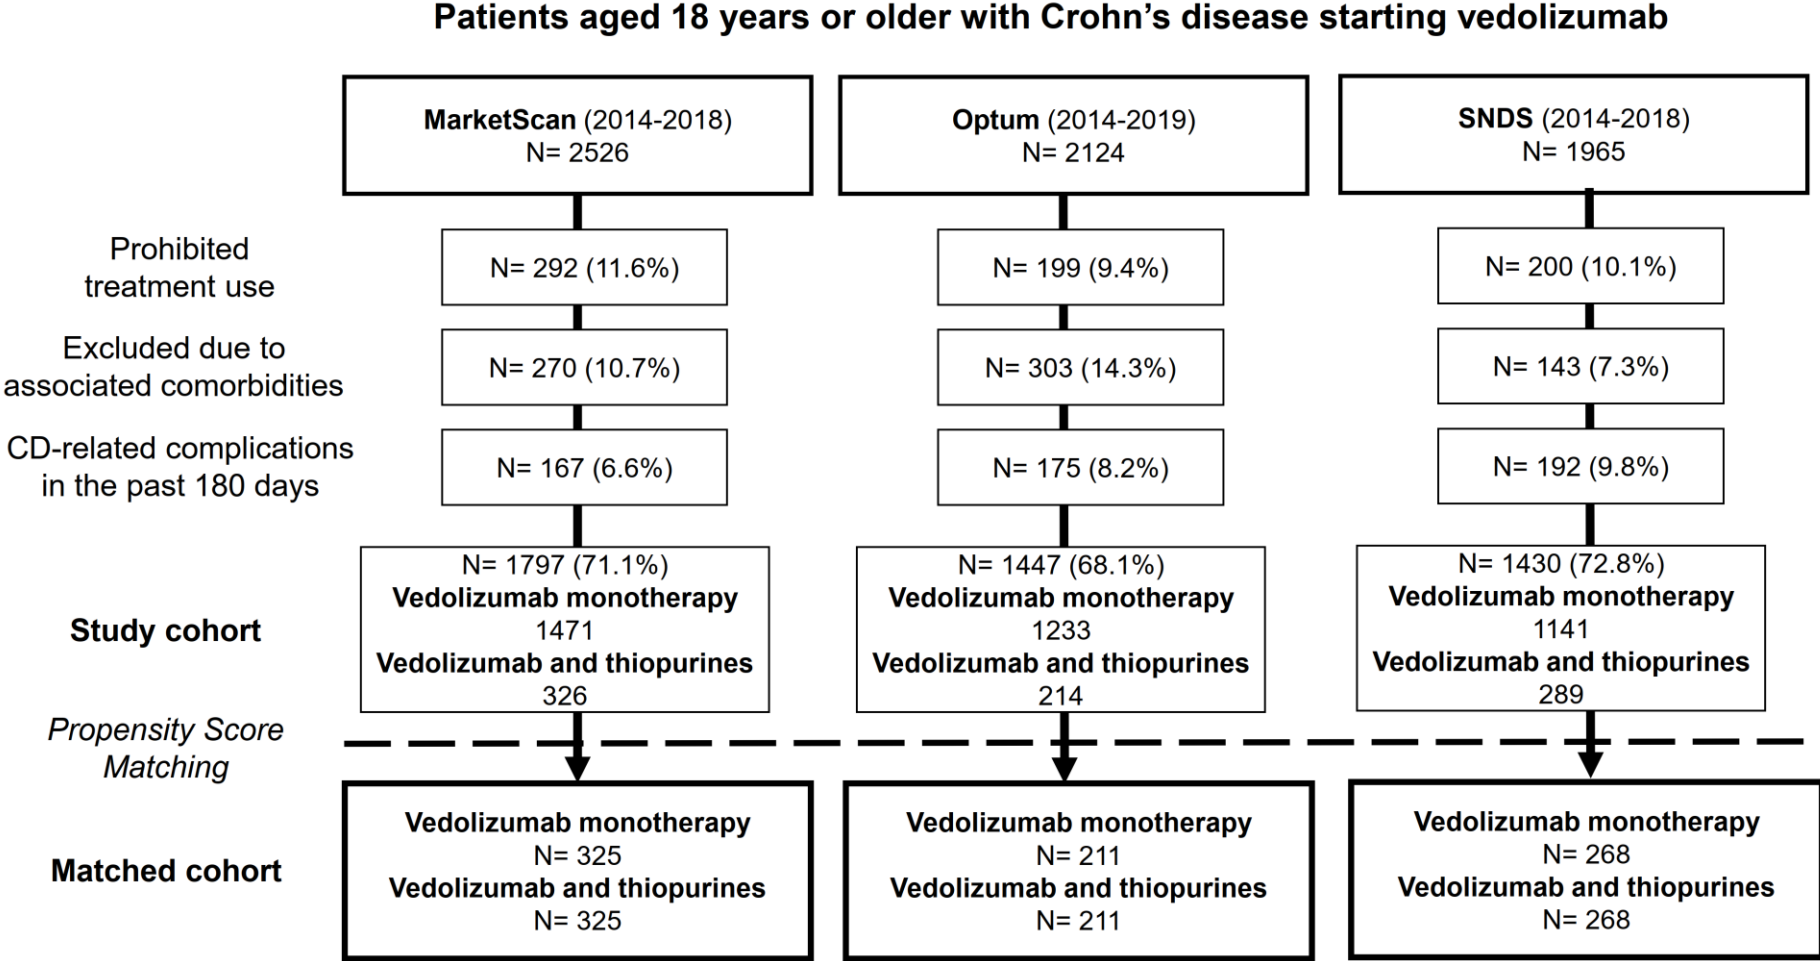 Patients aged 18 years or older with Crohn's disease starting vedolizumab
MarketScan (2014-2018)
N= 2526
Optum (2014-2019)
N= 2124
SNDS (2014-2018)
N= 1965
Prohibited
treatment use
N= 292 (11.6%)
N= 199 (9.4%)
N= 200 (10.1%)
Excluded due to
associated comorbidities
N= 270 (10.7%)
N= 303 (14.3%)
N= 143 (7.3%)
CD-related complications
in the past 180 days
N= 167 (6.6%)
N= 175 (8.2%)
N= 192 (9.8%)
Study cohort
N= 1797 (71.1%)
Vedolizumab monotherapy
1471
Vedolizumab and thiopurines
326
N= 1447 (68.1%)
Vedolizumab monotherapy
1233
Vedolizumab and thiopurines
214
N= 1430 (72.8%)
Vedolizumab monotherapy
1141
Vedolizumab and thiopurines
289
Propensity Score
Matching
Matched cohort
Vedolizumab monotherapy
N= 325
Vedolizumab and thiopurines
N= 325
Vedolizumab monotherapy
N= 211
Vedolizumab and thiopurines
N= 211
Vedolizumab monotherapy
N= 268
Vedolizumab and thiopurines
N= 268